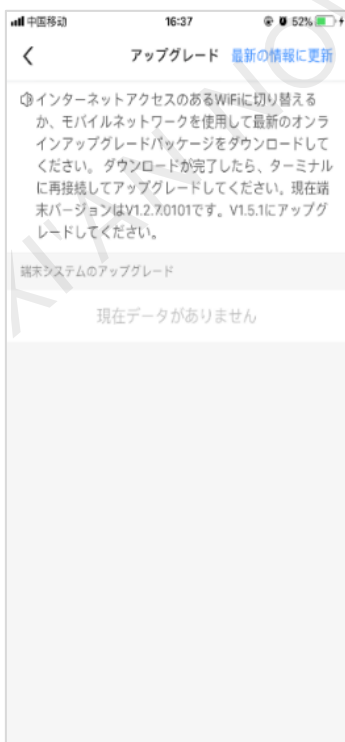 中国移动 16:37 52%
アップグレード 最新の情報に更新
インターネットアクセスのあるWiFiに切り替える
か、モバイルネットワークを使用して最新のオンラ
インアップグレードパッケージをダウンロードして
ください。 ダウンロードが完了したら、ターミナル
に再接続してアップグレードしてください。現在端
末バージョンはV1.2.7.0101です。V1.5.1にアップグ
レードしてください。
端末システムのアップグレード
現在データがありません
XI'AN NO